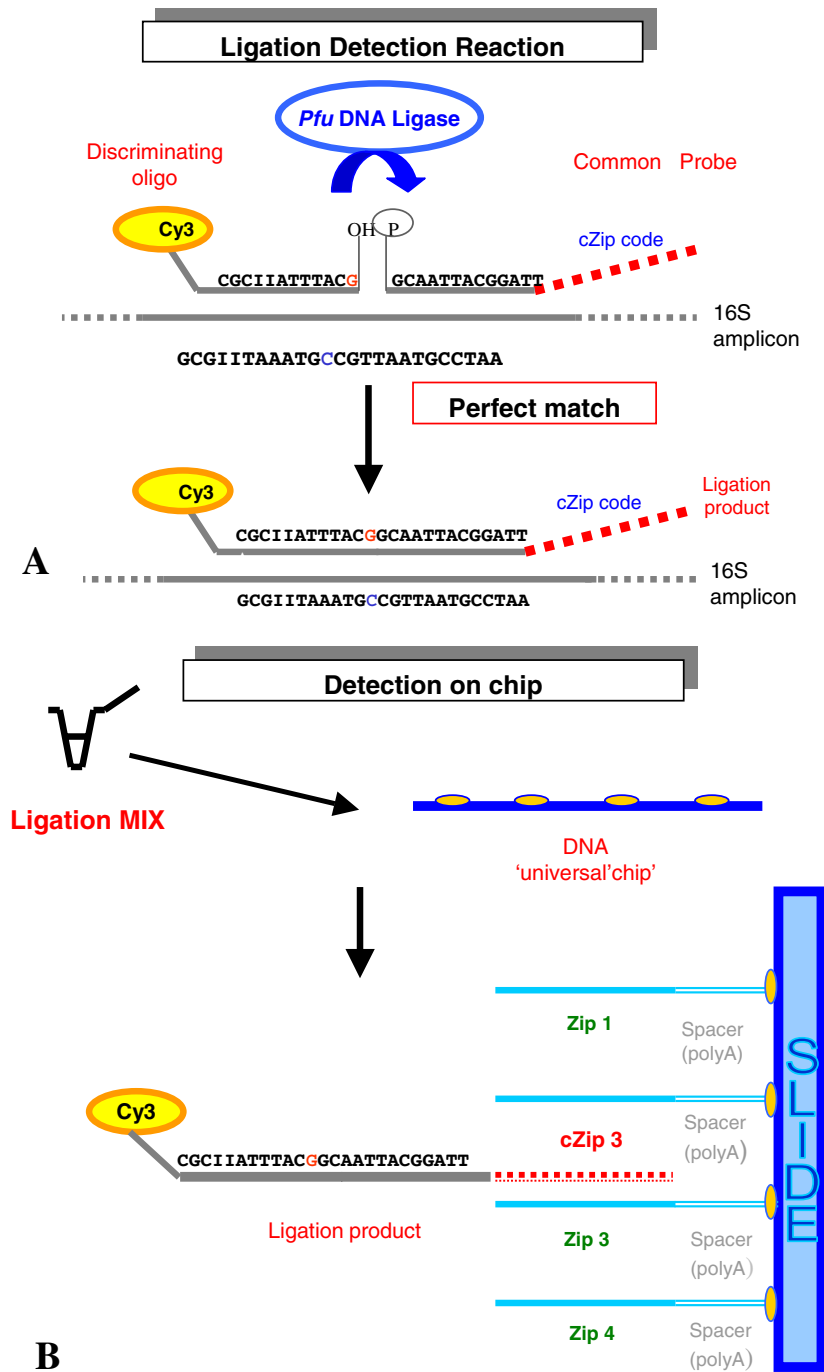 Ligation Detection Reaction
Pfu DNA Ligase
Discriminating
oligo
Common Probe
Cy3
OH P
cZip code
CGCIIATTTACG GCAATTACGGATT
16S
amplicon
GCGIITAAATGCCGTTAATGCCTAA
Perfect match
Cy3
cZip code
Ligation
product
CGCIIATTTACGGCAATTACGGATT
A
16S
amplicon
GCGIITAAATGCCGTTAATGCCTAA
Detection on chip
Ligation MIX
DNA
'universal'chip'
Zip 1
Spacer
(polyA)
SLIDE
Cy3
cZip 3
Spacer
(polyA)
CGCIIATTTACGGCAATTACGGATT
Ligation product
Zip 3
Spacer
(polyA)
Zip 4
Spacer
(polyA)
B